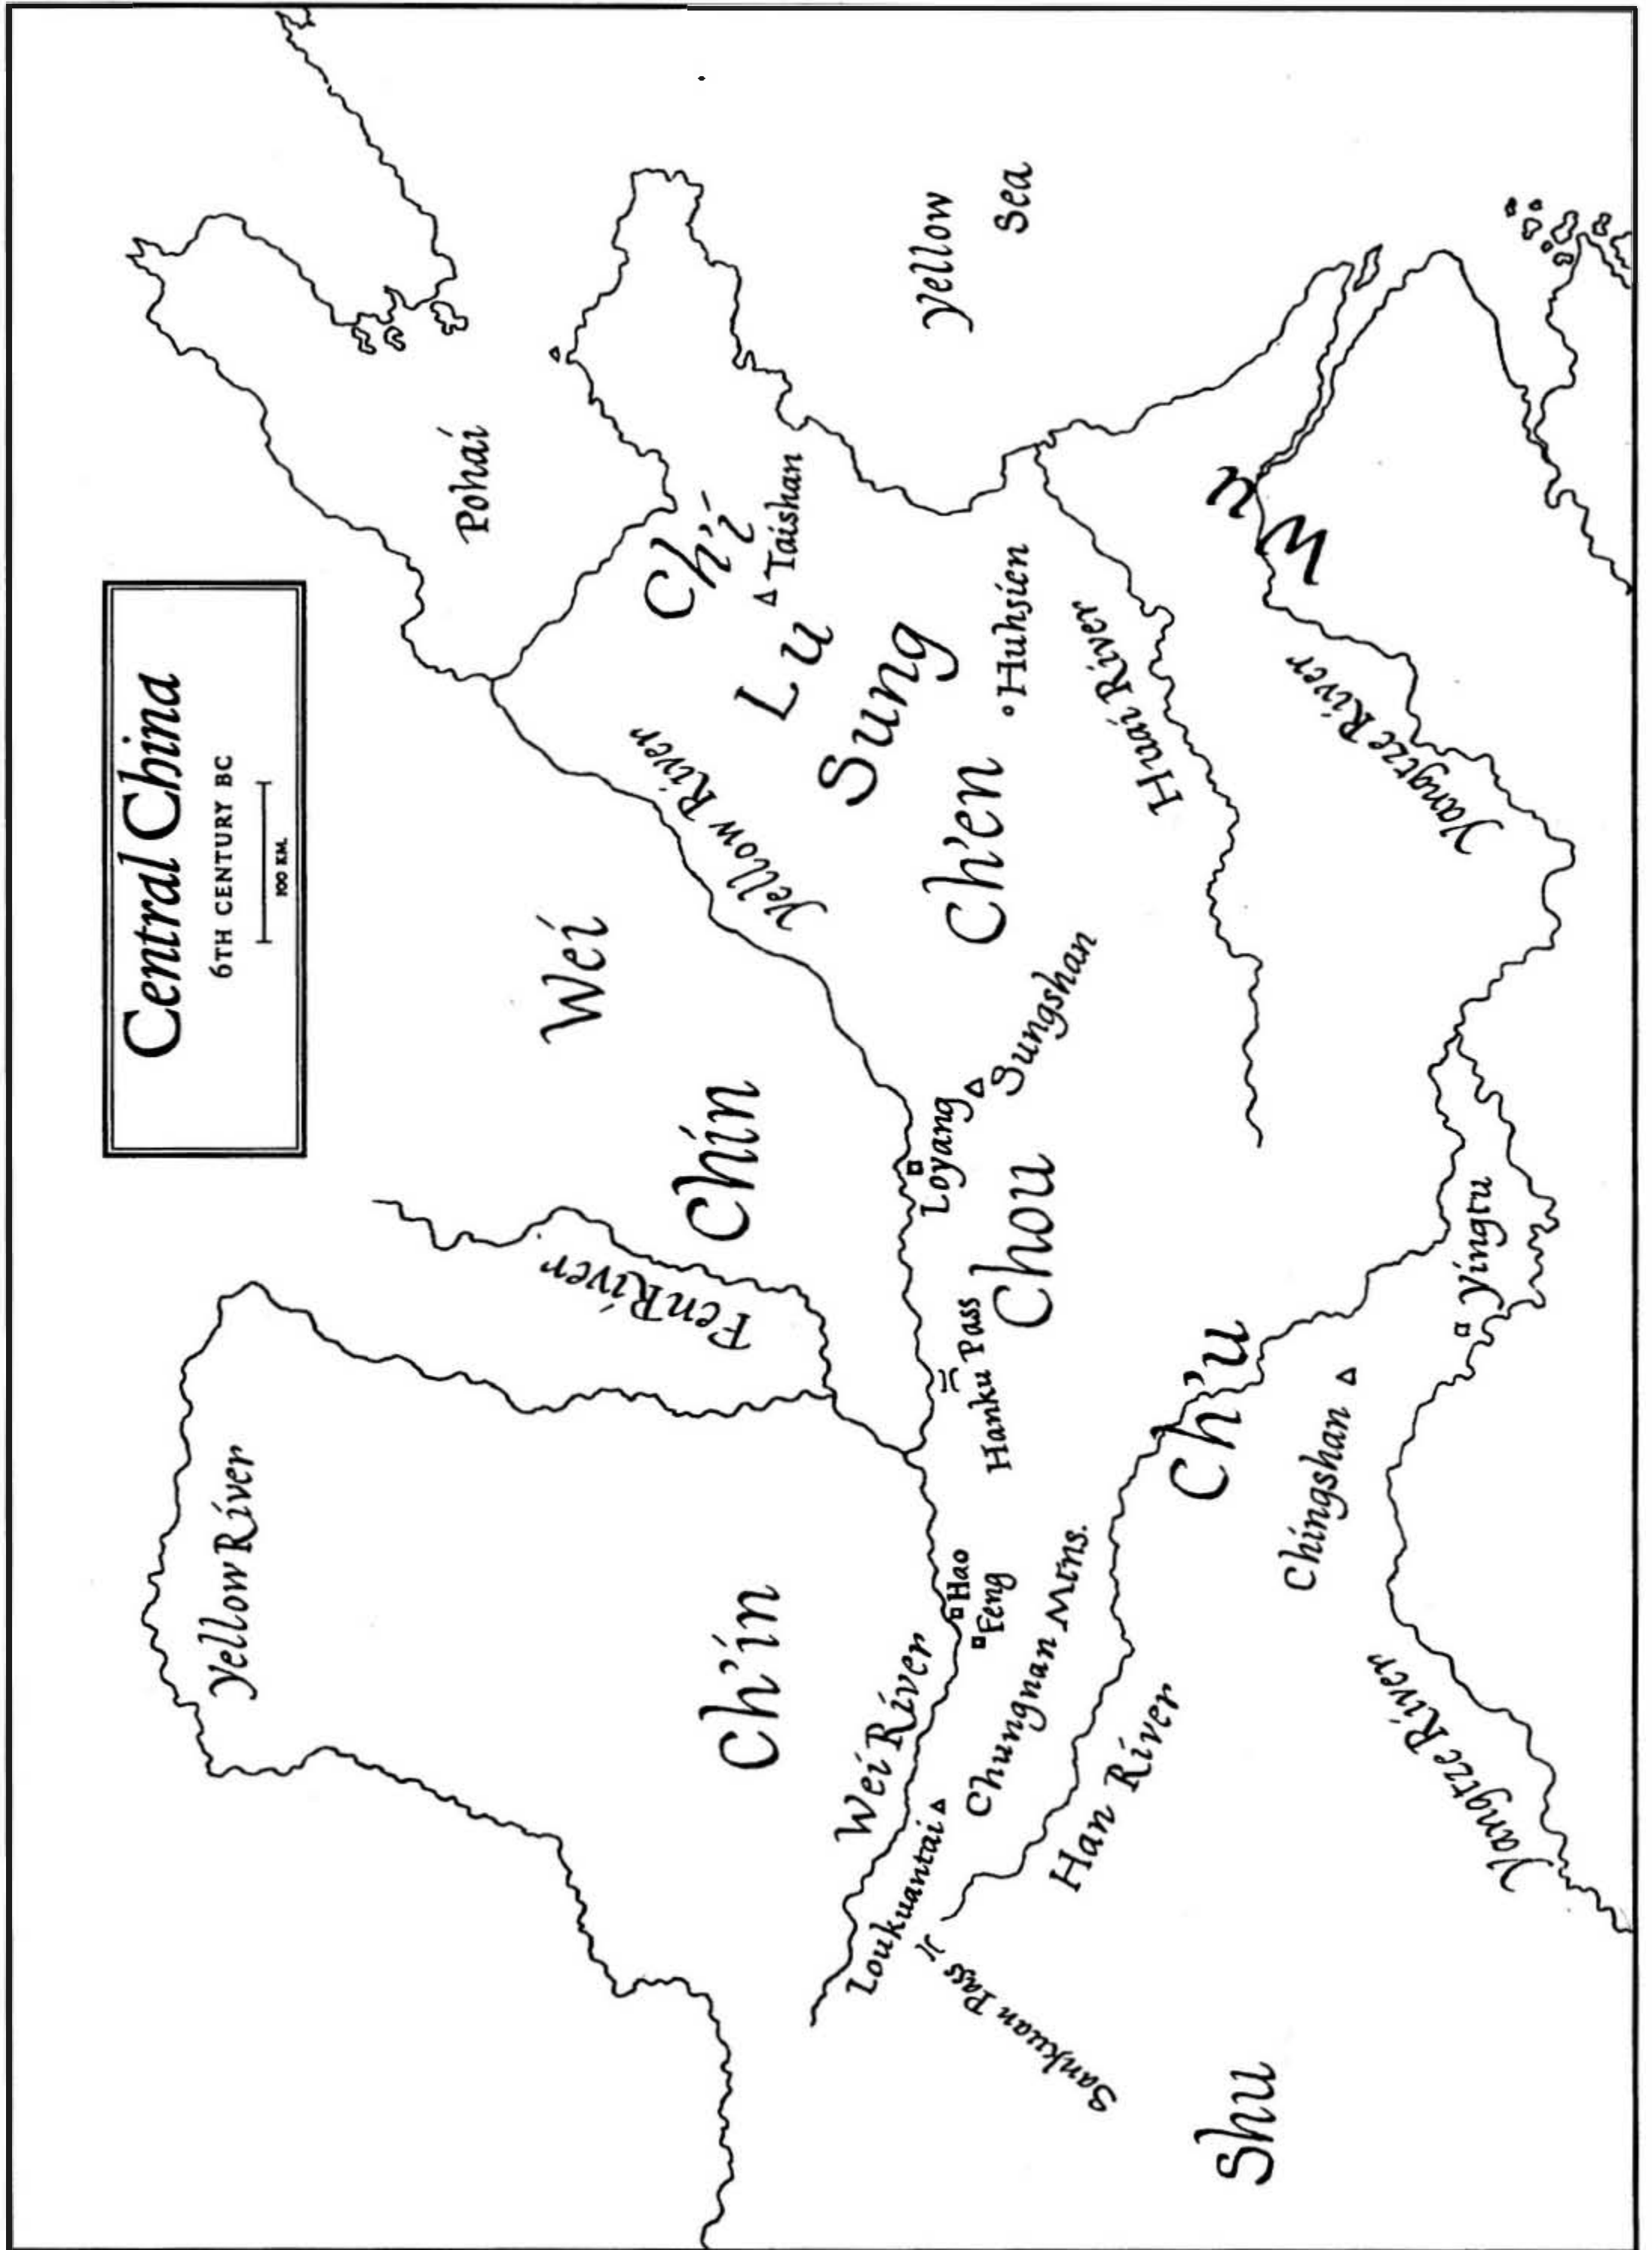 Central China
6TH CENTURY BC
100 KM.
Yellow River
Pohai
Fen River
Wei
Chin
Ch'in
Yellow River
Ch'i
Taishan
Lu
Sung
Yellow
Sea
Wei River
Loukuantai
Hao
Feng
Hanku Pass
Loyang
Sungshan
Chou
Ch'en
Huhsien
Huai River
Sankuan Pass
Chungnan Mtns.
Han River
Ch'u
Shu
Chingshan
Yangtze River
Yingtu
Yangtze River
Wu